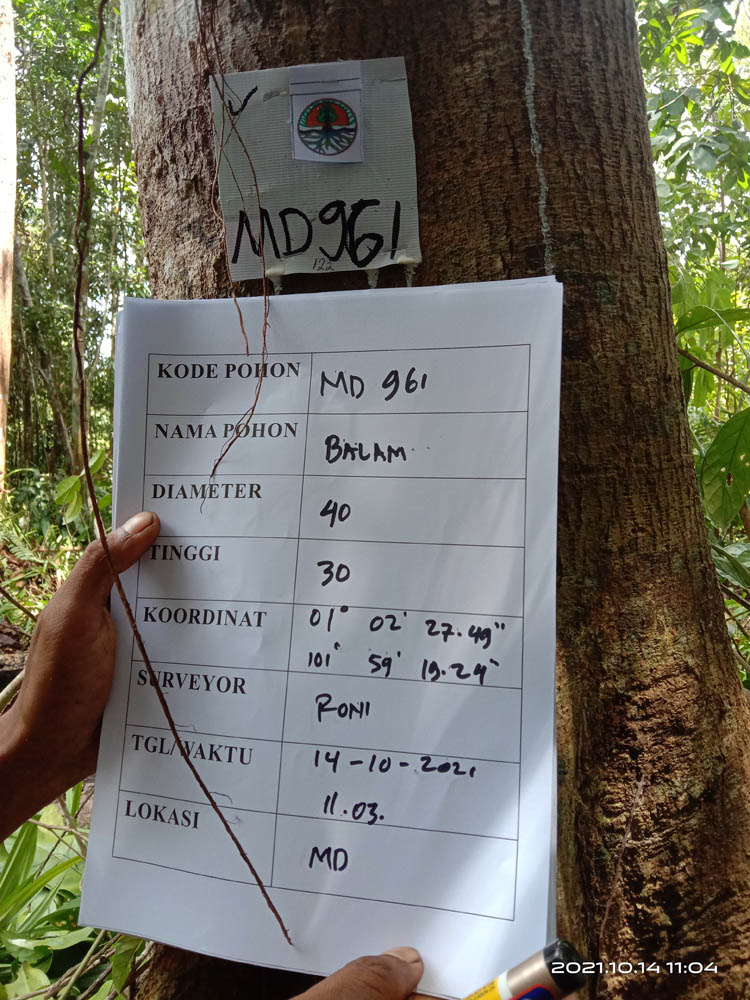 MD961
122
KODE POHON MD 961
NAMA POHON BALAM
DIAMETER 40
TINGGI 30
KOORDINAT 01° 02' 27.49"
101° 59' 19.24"
SURVEYOR RONI
TGL/WAKTU 14-10-2021
11.03.
LOKASI MD
2021.10.14 11:04